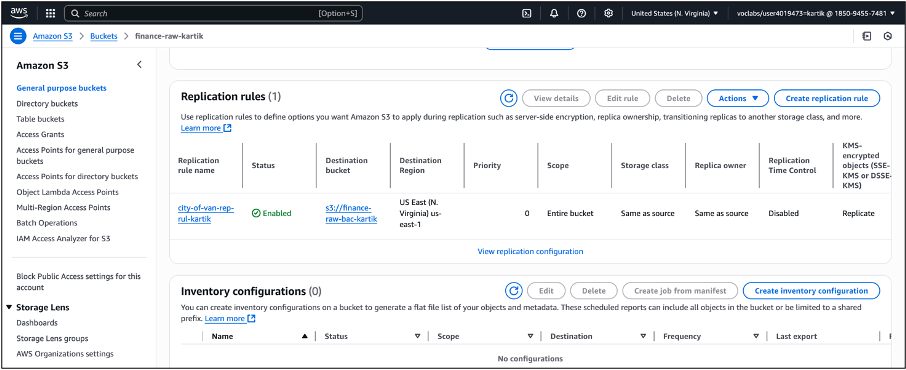 aws
Search
[Option+S]
United States (N. Virginia)
voclabs/user4019473=kartik @ 1850-9455-7481
Amazon S3 > Buckets > finance-raw-kartik
Amazon S3
General purpose buckets
Directory buckets
Table buckets
Access Grants
Access Points for general purpose
buckets
Access Points for directory buckets
Object Lambda Access Points
Multi-Region Access Points
Batch Operations
IAM Access Analyzer for S3
Block Public Access settings for this
account
Storage Lens
Dashboards
Storage Lens groups
AWS Organizations settings
Replication rules (1)
View details
Edit rule
Delete
Actions
Create replication rule
Use replication rules to define options you want Amazon S3 to apply during replication such as server-side encryption, replica ownership, transitioning replicas to another storage class, and more.
Learn more
Replication
rule name
Status
Destination
bucket
Destination
Region
Priority
Scope
Storage class
Replica owner
Replication
Time Control
KMS-
encrypted
objects (SSE-
KMS or DSSE-
KMS)
city-of-van-rep-
rul-kartik
Enabled
s3://finance-
raw-bac-kartik
US East (N.
Virginia) us-
east-1
0
Entire bucket
Same as source
Same as source
Disabled
Replicate
View replication configuration
Inventory configurations (0)
Edit
Delete
Create job from manifest
Create inventory configuration
You can create inventory configurations on a bucket to generate a flat file list of your objects and metadata. These scheduled reports can include all objects in the bucket or be limited to a shared
prefix. Learn more
Name
Status
Scope
Destination
Frequency
Last export
No configurations